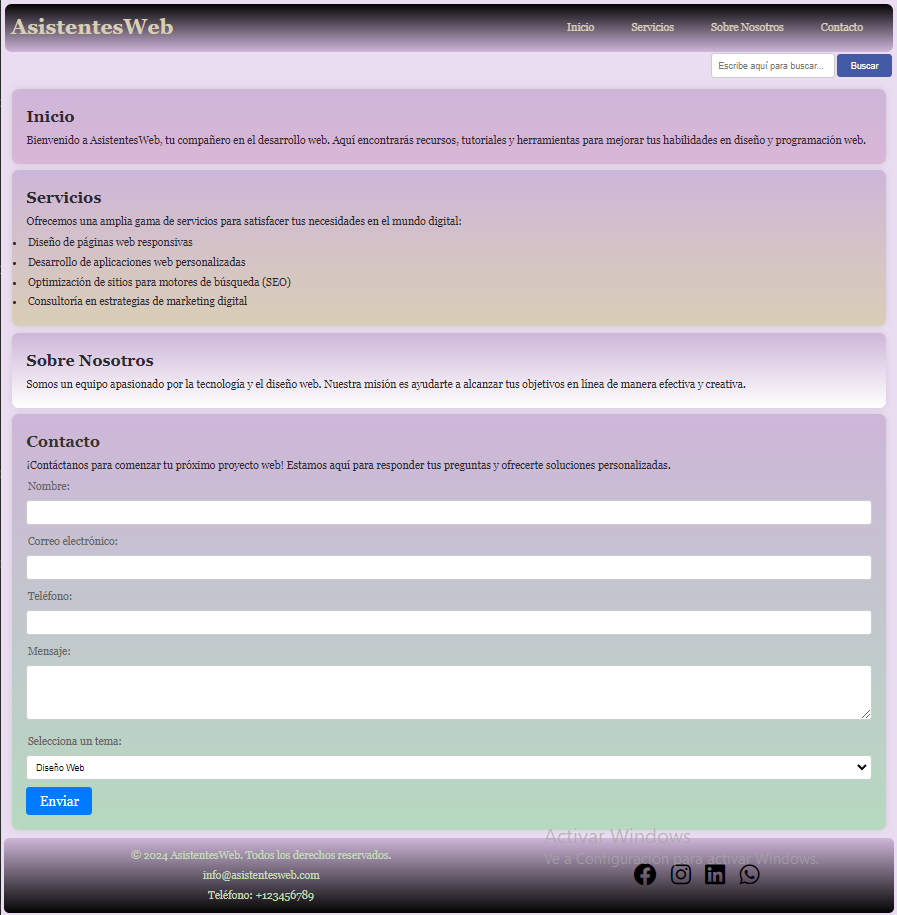 AsistentesWeb
Inicio Servicios Sobre Nosotros Contacto
Escribe aquí para buscar... Buscar
Inicio
Bienvenido a AsistentesWeb, tu compañero en el desarrollo web. Aquí encontrarás recursos, tutoriales y herramientas para mejorar tus habilidades en diseño y programación web.
Servicios
Ofrecemos una amplia gama de servicios para satisfacer tus necesidades en el mundo digital:
• Diseño de páginas web responsivas
• Desarrollo de aplicaciones web personalizadas
• Optimización de sitios para motores de búsqueda (SEO)
• Consultoría en estrategias de marketing digital
Sobre Nosotros
Somos un equipo apasionado por la tecnología y el diseño web. Nuestra misión es ayudarte a alcanzar tus objetivos en línea de manera efectiva y creativa.
Contacto
¡Contáctanos para comenzar tu próximo proyecto web! Estamos aquí para responder tus preguntas y ofrecerte soluciones personalizadas.
Nombre:
Correo electrónico:
Teléfono:
Mensaje:
Selecciona un tema:
Diseño Web
Enviar
Activar Windows
Ve a Configuración para activar Windows.
© 2024 AsistentesWeb. Todos los derechos reservados.
info@asistentesweb.com
Teléfono: +123456789